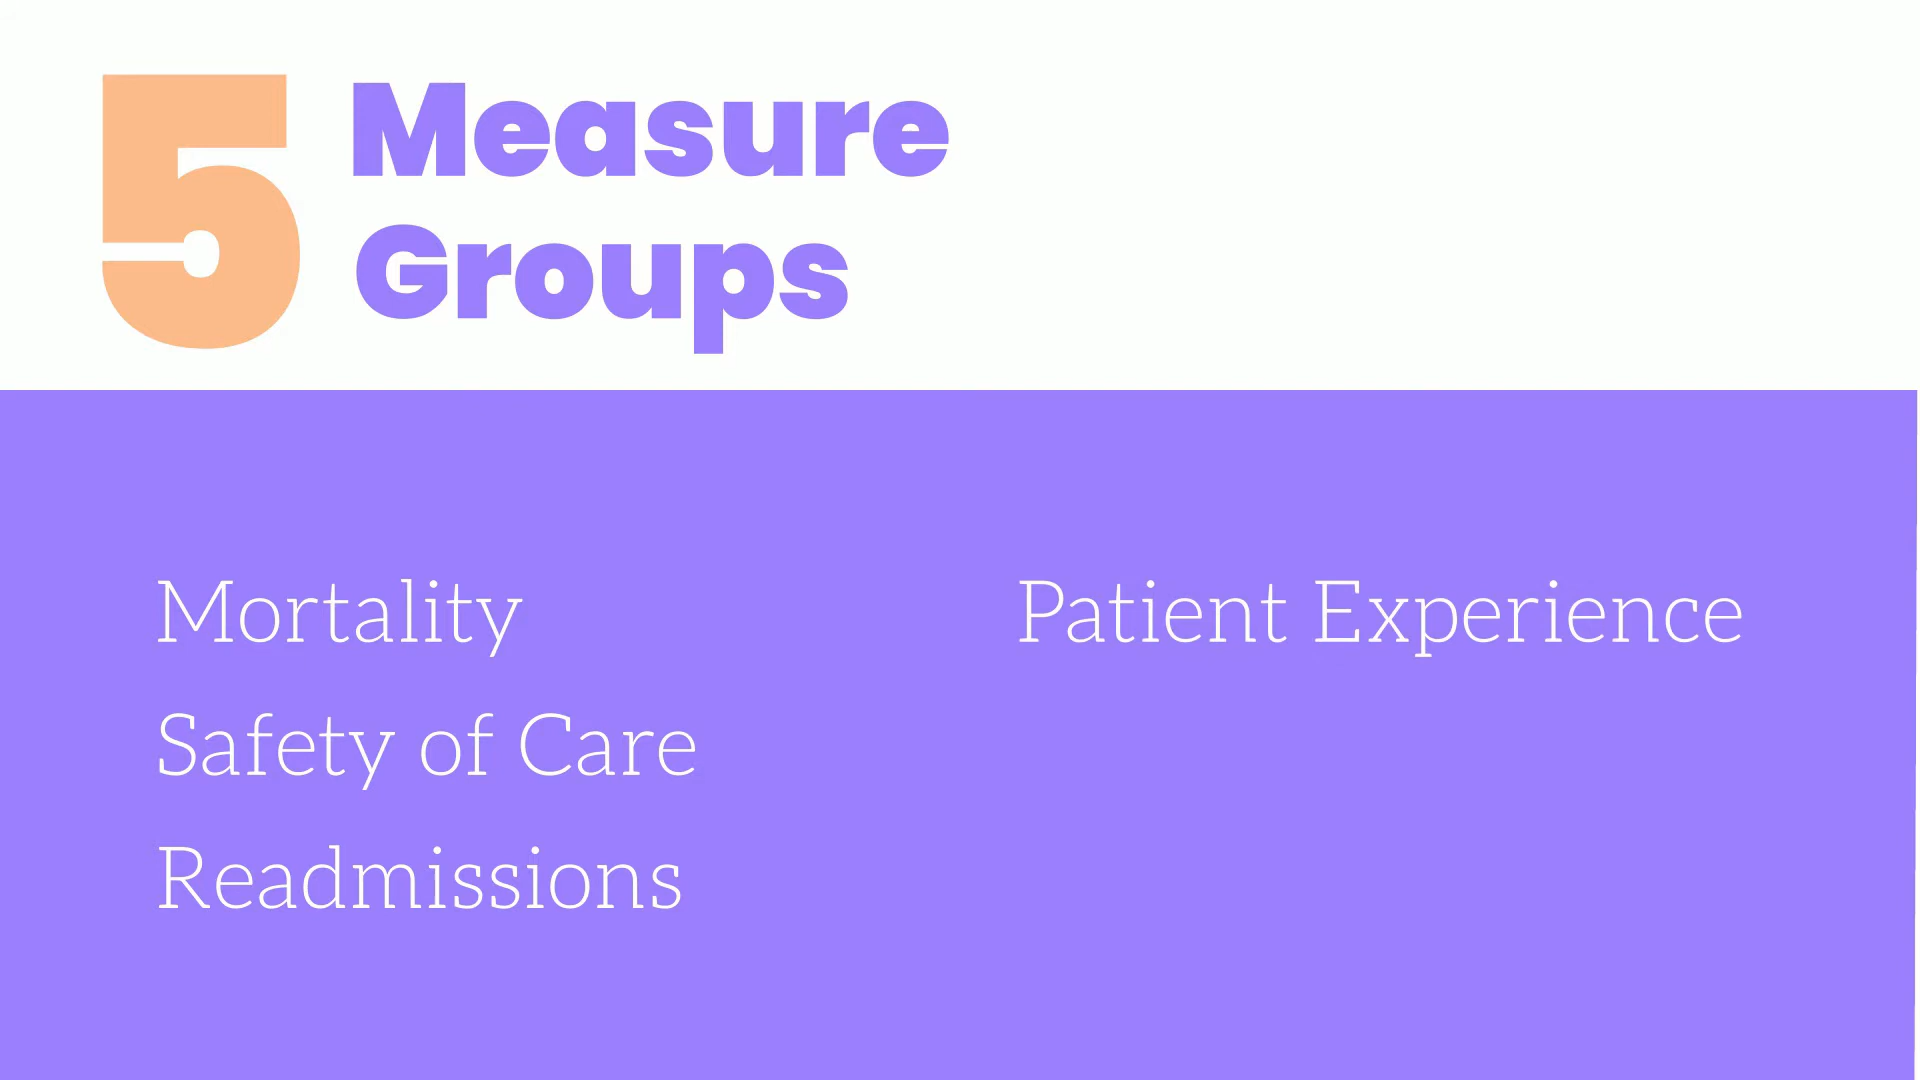 5 Measure
Groups
Mortality
Safety of Care
Readmissions
Patient Experience